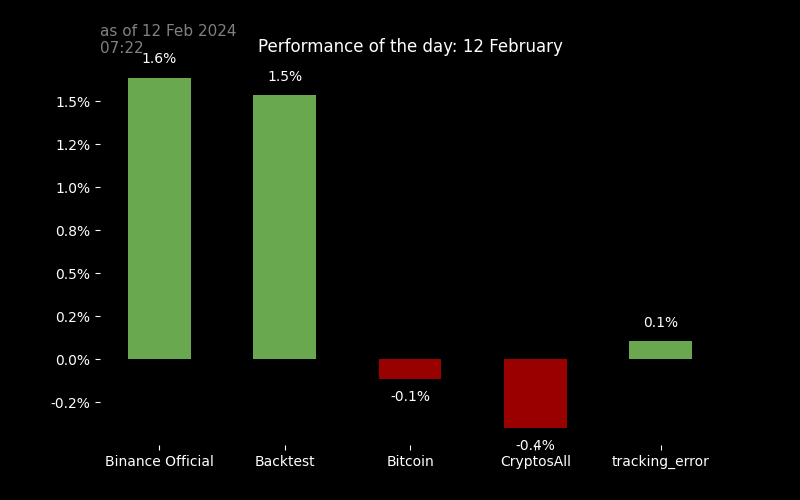 as of 12 Feb 2024
07:22
Performance of the day: 12 February
1.6%
1.5%
1.5%
1.2%
1.0%
0.8%
0.5%
0.2%
0.1%
0.0%
-0.1%
-0.2%
-0.4%
Binance Official
Backtest
Bitcoin
CryptosAll
tracking_error